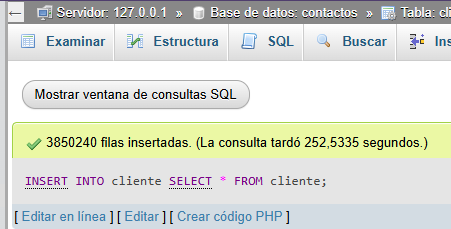 Servidor: 127.0.0.1 » Base de datos: contactos » Tabla: cli
Examinar Estructura SQL Buscar Ins
Mostrar ventana de consultas SQL
3850240 filas insertadas. (La consulta tardó 252,5335 segundos.)
INSERT INTO cliente SELECT * FROM cliente;
[ Editar en línea ] [ Editar ] [ Crear código PHP ]